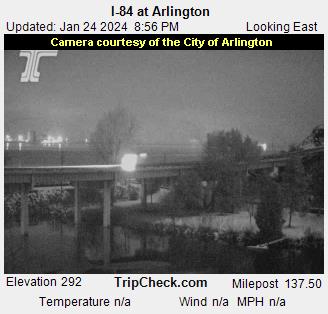 I-84 at Arlington
Updated: Jan 24 2024 8:56 PM Looking East
Camera courtesy of the City of Arlington
Elevation 292 TripCheck.com Milepost 137.50
Temperature n/a Wind n/a MPH n/a